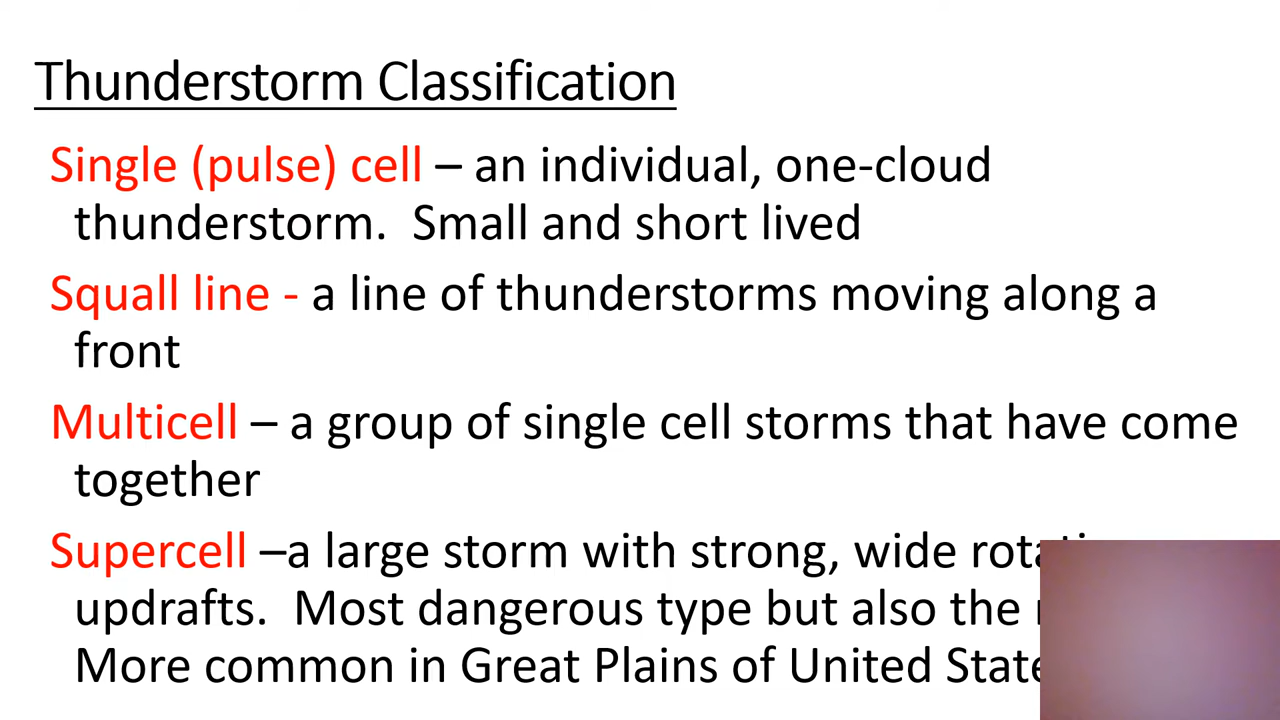 Thunderstorm Classification
Single (pulse) cell – an individual, one-cloud
thunderstorm.  Small and short lived
Squall line - a line of thunderstorms moving along a
front
Multicell – a group of single cell storms that have come
together
Supercell –a large storm with strong, wide
updrafts.  Most dangerous type but also the
More common in Great Plains of United